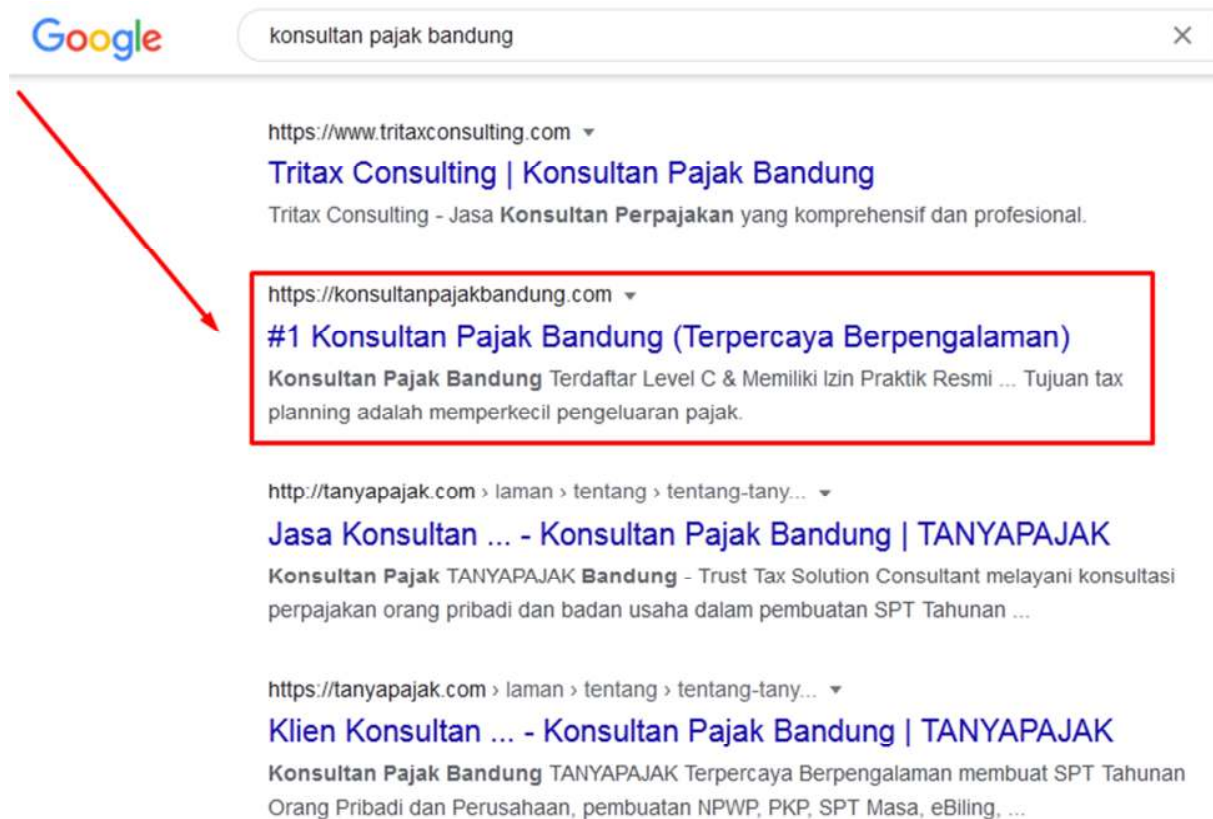 Google
konsultan pajak bandung
https://www.tritaxconsulting.com
Tritax Consulting | Konsultan Pajak Bandung
Tritax Consulting - Jasa Konsultan Perpajakan yang komprehensif dan profesional.
https://konsultanpajakbandung.com
#1 Konsultan Pajak Bandung (Terpercaya Berpengalaman)
Konsultan Pajak Bandung Terdaftar Level C & Memiliki Izin Praktik Resmi ... Tujuan tax
planning adalah memperkecil pengeluaran pajak.
http://tanyapajak.com › laman › tentang › tentang-tany...
Jasa Konsultan ... - Konsultan Pajak Bandung | TANYAPAJAK
Konsultan Pajak TANYAPAJAK Bandung - Trust Tax Solution Consultant melayani konsultasi
perpajakan orang pribadi dan badan usaha dalam pembuatan SPT Tahunan ...
https://tanyapajak.com › laman › tentang › tentang-tany...
Klien Konsultan ... - Konsultan Pajak Bandung | TANYAPAJAK
Konsultan Pajak Bandung TANYAPAJAK Terpercaya Berpengalaman membuat SPT Tahunan
Orang Pribadi dan Perusahaan, pembuatan NPWP, PKP, SPT Masa, eBiling, ...